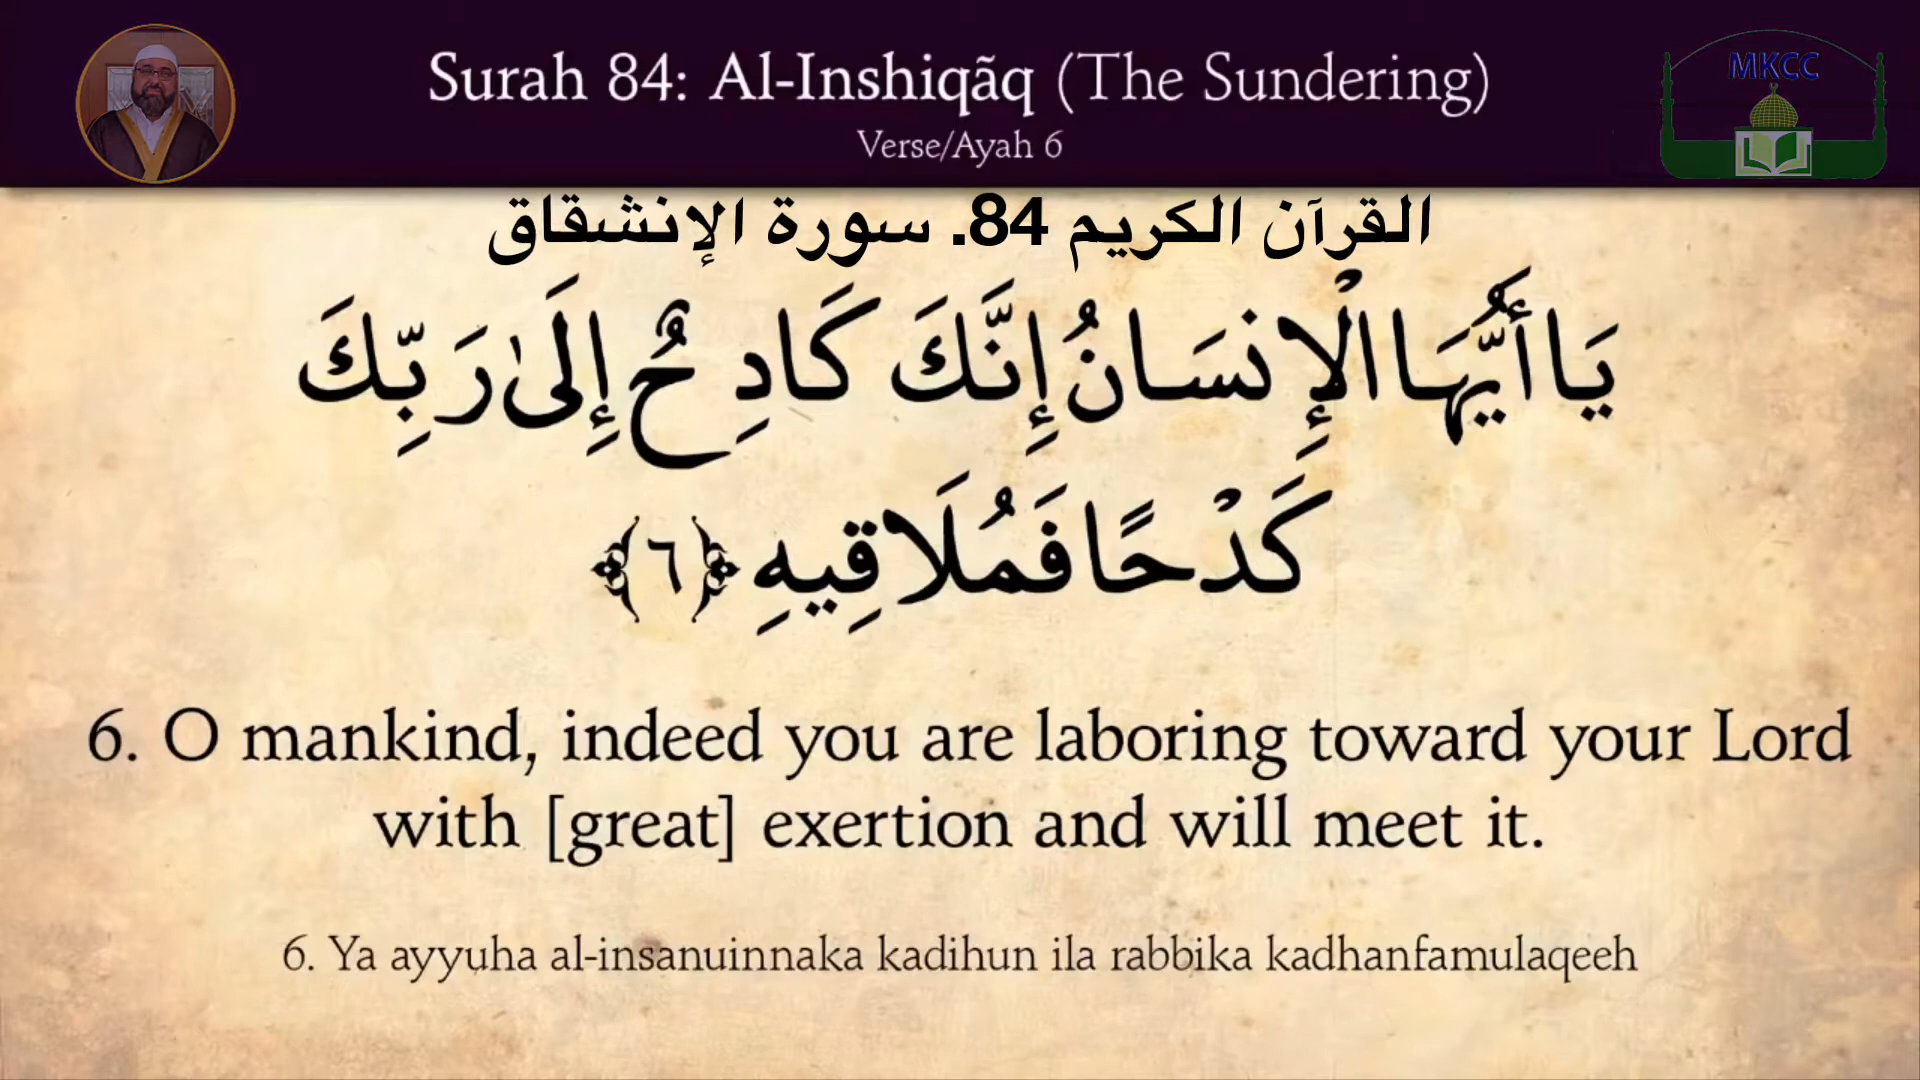 Surah 84: Al-Inshiqãq (The Sundering)
MKCC
Verse/Ayah 6
القرآن الكريم 84. سورة الإنشقاق
يَا أَيُّهَا الْإِنسَانُ إِنَّكَ كَادِحٌ إِلَىٰ رَبِّكَ
كَدْحًا فَمُلَاقِيهِ ﴿٦﴾
6. O mankind, indeed you are laboring toward your Lord
with [great] exertion and will meet it.
6. Ya ayyuha al-insanuinnaka kadihun ila rabbika kadhanfamulaqeeh